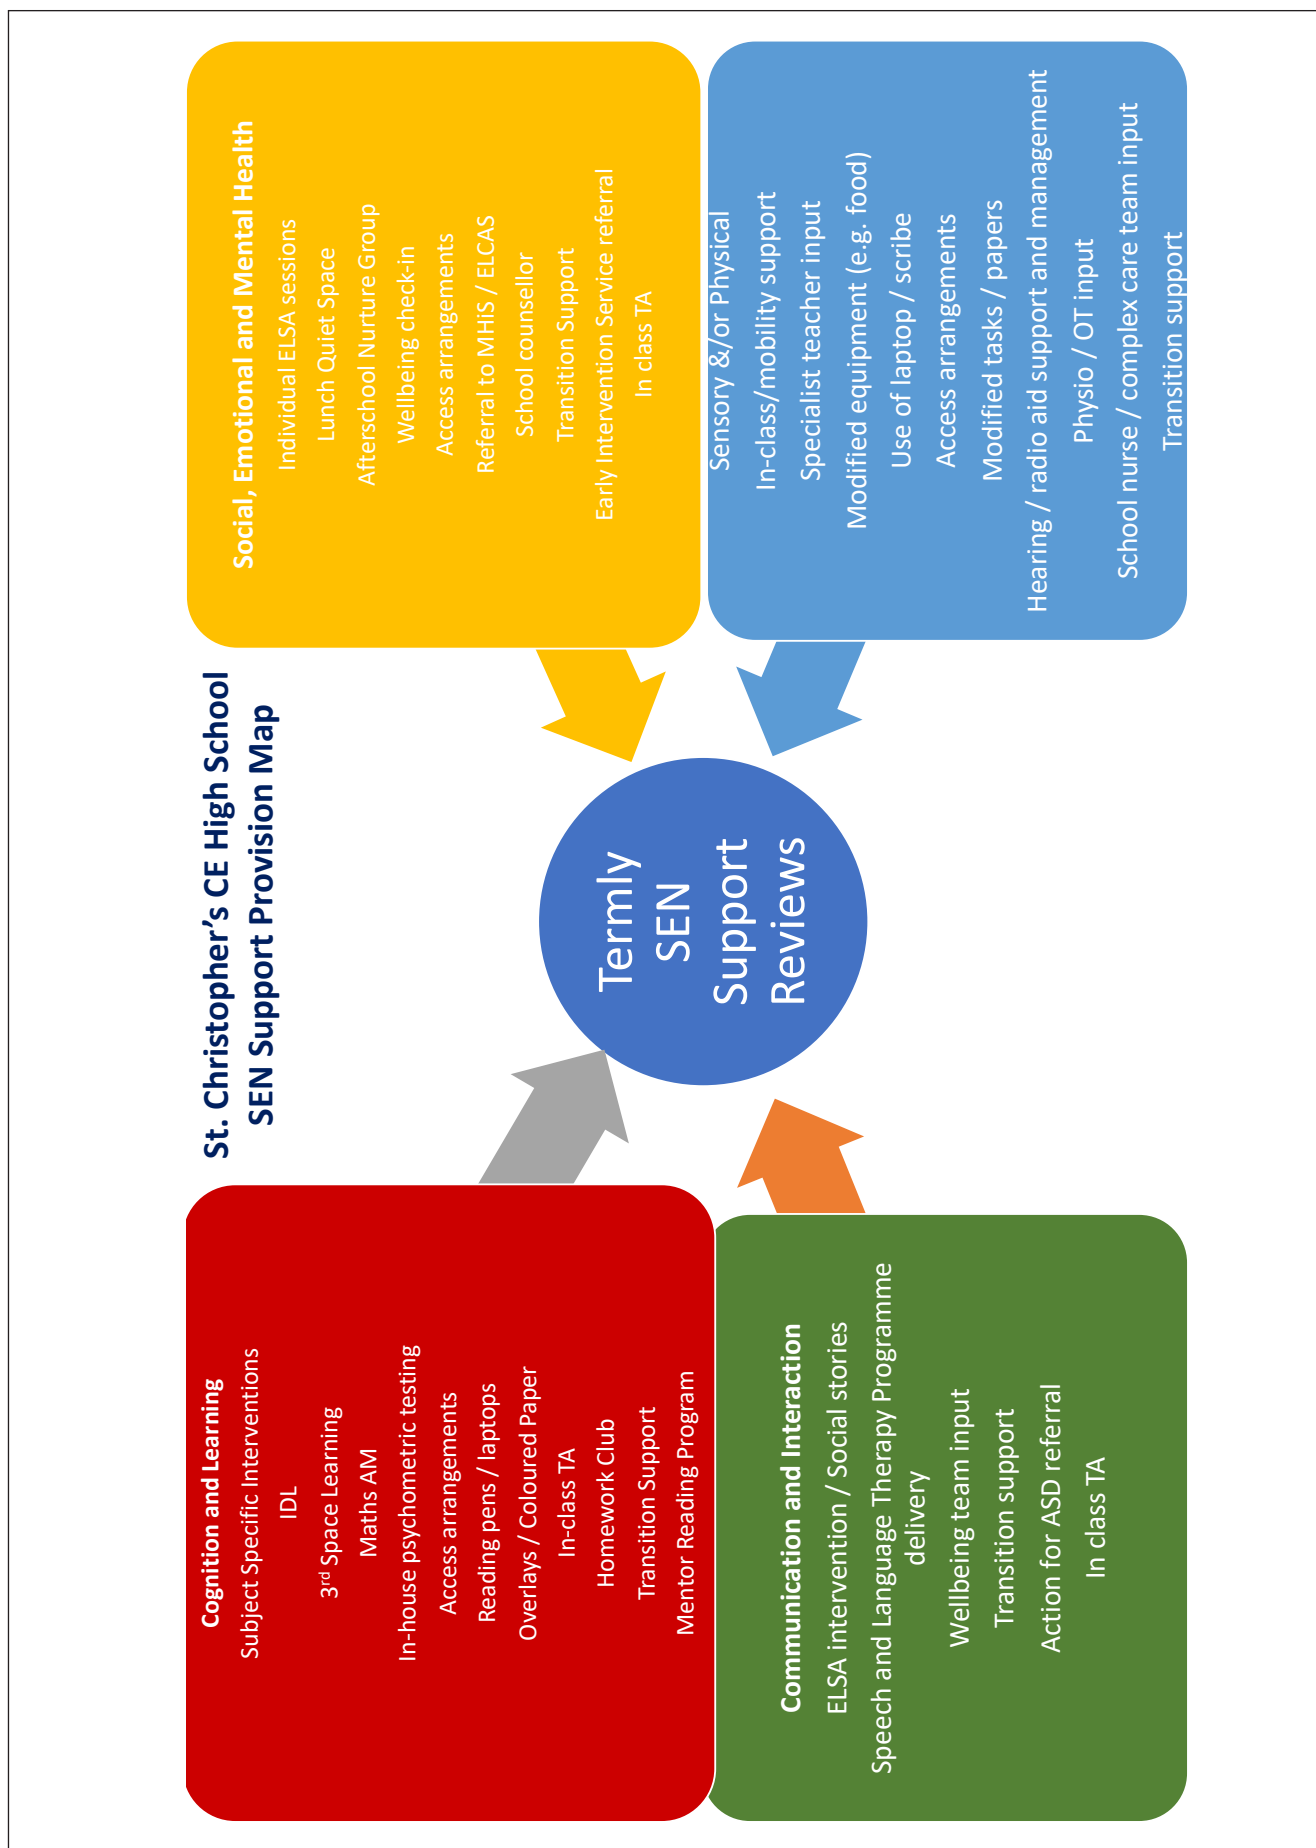 St. Christopher’s CE High School
SEN Support Provision Map
Cognition and Learning
Subject Specific Interventions
IDL
3rd Space Learning
Maths AM
In-house psychometric testing
Access arrangements
Reading pens / laptops
Overlays / Coloured Paper
In-class TA
Homework Club
Transition Support
Mentor Reading Program
Social, Emotional and Mental Health
Individual ELSA sessions
Lunch Quiet Space
Afterschool Nurture Group
Wellbeing check-in
Access arrangements
Referral to MHiS / ELCAS
School counsellor
Transition Support
Early Intervention Service referral
In class TA
Termly
SEN
Support
Reviews
Communication and Interaction
ELSA intervention / Social stories
Speech and Language Therapy Programme
delivery
Wellbeing team input
Transition support
Action for ASD referral
In class TA
Sensory &/or Physical
In-class/mobility support
Specialist teacher input
Modified equipment (e.g. food)
Use of laptop / scribe
Access arrangements
Modified tasks / papers
Hearing / radio aid support and management
Physio / OT input
School nurse / complex care team input
Transition support